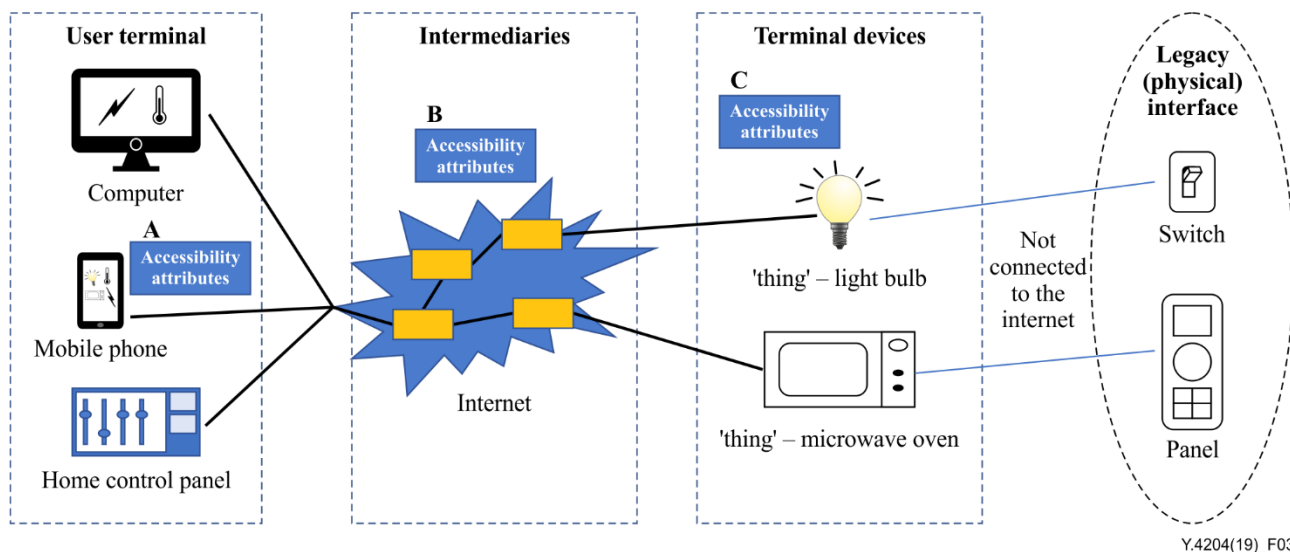 User terminal
Computer
A
Accessibility
attributes
Mobile phone
Home control panel
Intermediaries
B
Accessibility
attributes
Internet
Terminal devices
C
Accessibility
attributes
'thing' – light bulb
'thing' – microwave oven
Not
connected
to the
internet
Legacy
(physical)
interface
Switch
Panel
Y.4204(19)_F03